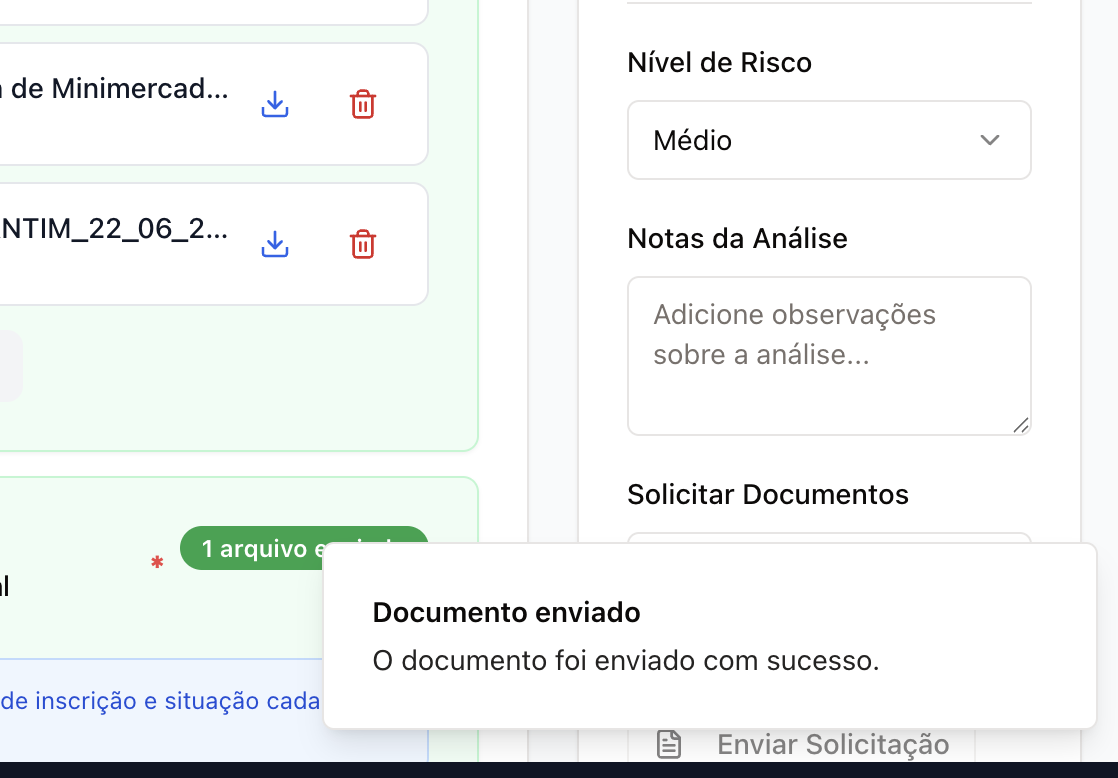 de Minimercad...
NTIM_22_06_2...
* 1 arquivo
de inscrição e situação cada
Nível de Risco
Médio
Notas da Análise
Adicione observações
sobre a análise...
Solicitar Documentos
Documento enviado
O documento foi enviado com sucesso.
Enviar Solicitação